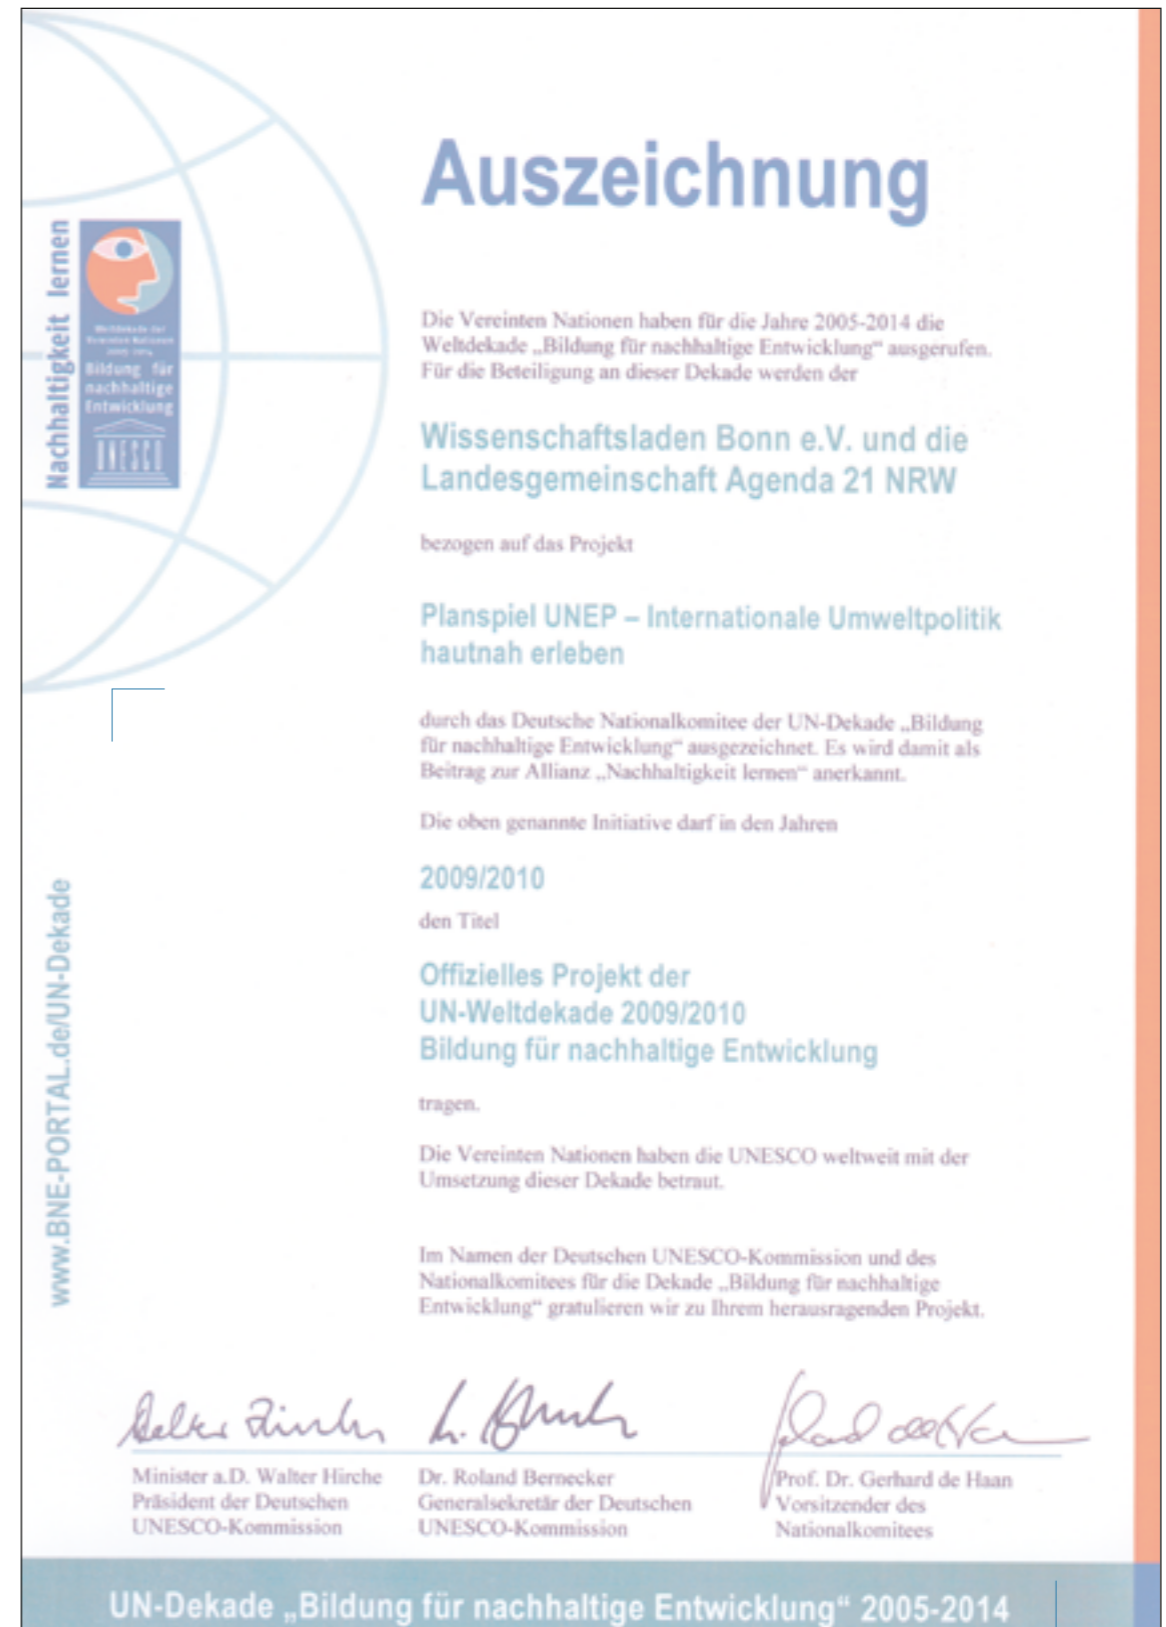 Auszeichnung
Nachhaltigkeit lernen
Weltdekade der
Vereinten Nationen
2005-2014
Bildung für
nachhaltige
Entwicklung
UNESCO
Die Vereinten Nationen haben für die Jahre 2005-2014 die
Weltdekade „Bildung für nachhaltige Entwicklung“ ausgerufen.
Für die Beteiligung an dieser Dekade werden der
Wissenschaftsladen Bonn e.V. und die
Landesgemeinschaft Agenda 21 NRW
bezogen auf das Projekt
Planspiel UNEP – Internationale Umweltpolitik
hautnah erleben
durch das Deutsche Nationalkomitee der UN-Dekade „Bildung
für nachhaltige Entwicklung“ ausgezeichnet. Es wird damit als
Beitrag zur Allianz „Nachhaltigkeit lernen“ anerkannt.
Die oben genannte Initiative darf in den Jahren
2009/2010
den Titel
Offizielles Projekt der
UN-Weltdekade 2009/2010
Bildung für nachhaltige Entwicklung
tragen.
www.BNE-PORTAL.de/UN-Dekade
Die Vereinten Nationen haben die UNESCO weltweit mit der
Umsetzung dieser Dekade betraut.
Im Namen der Deutschen UNESCO-Kommission und des
Nationalkomitees für die Dekade „Bildung für nachhaltige
Entwicklung“ gratulieren wir zu Ihrem herausragenden Projekt.
Minister a.D. Walter Hirche
Präsident der Deutschen
UNESCO-Kommission
Dr. Roland Bernecker
Generalsekretär der Deutschen
UNESCO-Kommission
Prof. Dr. Gerhard de Haan
Vorsitzender des
Nationalkomitees
UN-Dekade „Bildung für nachhaltige Entwicklung“ 2005-2014